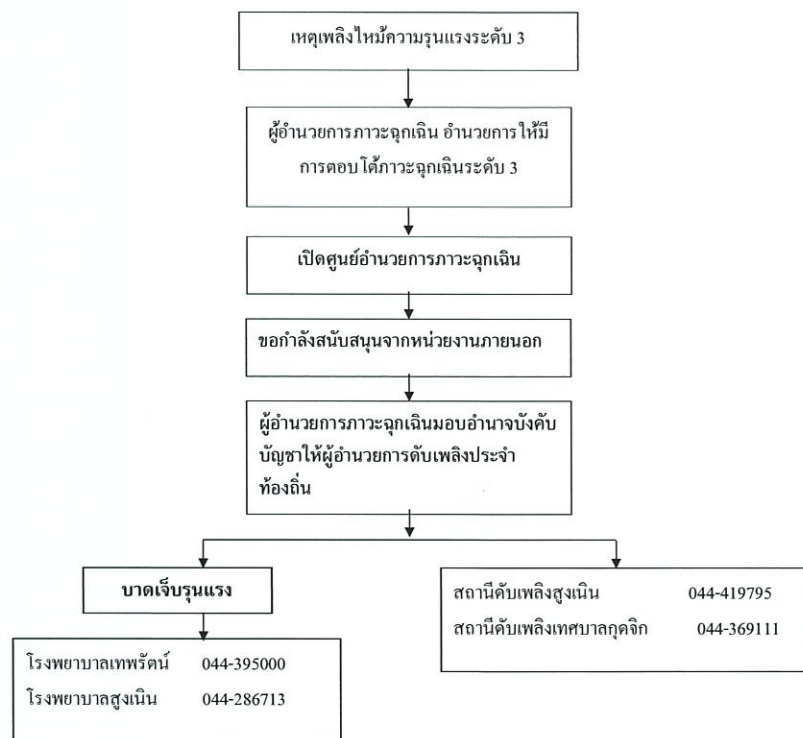 เหตุเพลิงไหม้ความรุนแรงระดับ 3
ผู้อำนวยการภาวะฉุกเฉิน อำนวยการให้มี
การตอบโต้ภาวะฉุกเฉินระดับ 3
เปิดศูนย์อำนวยการภาวะฉุกเฉิน
ขอกำลังสนับสนุนจากหน่วยงานภายนอก
ผู้อำนวยการภาวะฉุกเฉินมอบอำนาจบังคับ
บัญชาให้ผู้อำนวยการดับเพลิงประจำ
ท้องถิ่น
บาดเจ็บรุนแรง
โรงพยาบาลเทพรัตน์ 044-395000
โรงพยาบาลสูงเนิน 044-286713
สถานีดับเพลิงสูงเนิน 044-419795
สถานีดับเพลิงเทศบาลกุดจิก 044-369111